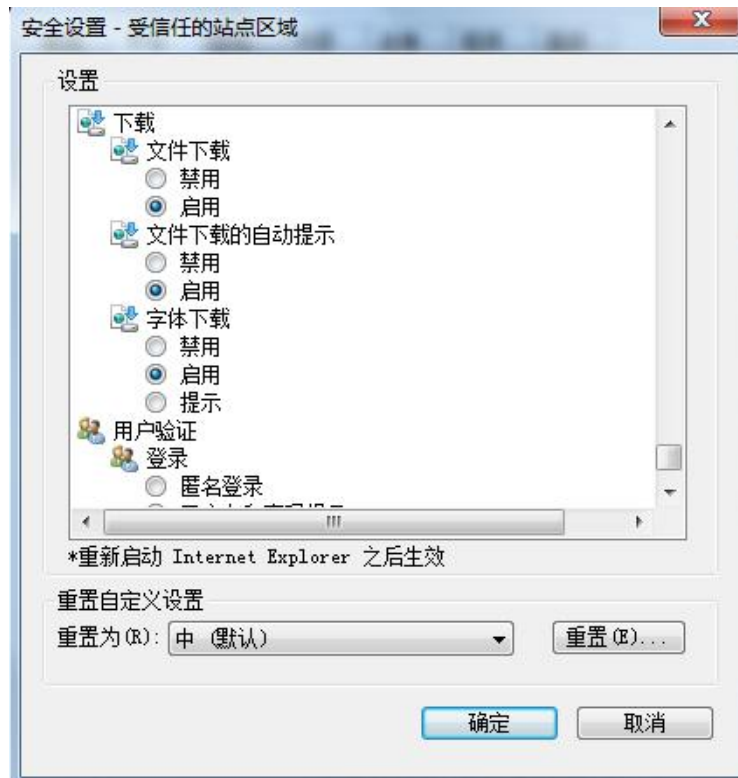 安全设置 - 受信任的站点区域
设置
下载
文件下载
禁用
启用
文件下载的自动提示
禁用
启用
字体下载
禁用
启用
提示
用户验证
登录
匿名登录
*重新启动 Internet Explorer 之后生效
重置自定义设置
重置为(R): 中 (默认) 重置(E)...
确定 取消